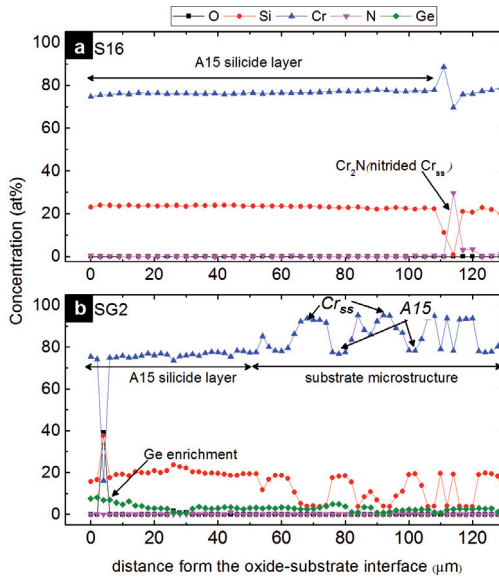 O Si Cr N Ge
100
a S16
A15 silicide layer
80
60
Cr2N(nitrided Crss)
40
20
0
0 20 40 60 80 100 120
Concentration (at%)
100
b SG2
Crss A15
80
A15 silicide layer substrate microstructure
60
40
Ge enrichment
20
0
0 20 40 60 80 100 120
distance form the oxide-substrate interface (μm)